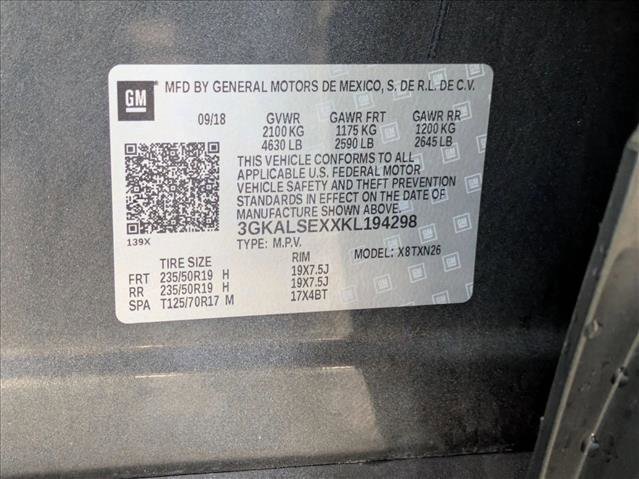 GM
MFD BY GENERAL MOTORS DE MEXICO, S. DE R.L. DE C.V.
09/18 GVWR GAWR FRT GAWR RR
2100 KG 1175 KG 1200 KG
4630 LB 2590 LB 2645 LB
THIS VEHICLE CONFORMS TO ALL
APPLICABLE U.S. FEDERAL MOTOR
VEHICLE SAFETY AND THEFT PREVENTION
STANDARDS IN EFFECT ON THE DATE OF
MANUFACTURE SHOWN ABOVE.
139X
3GKALSEXXKL194298
TYPE: M.P.V. MODEL: X8TXN26
TIRE SIZE RIM
FRT 235/50R19 H 19X7.5J
RR 235/50R19 H 19X7.5J
SPA T125/70R17 M 17X4BT